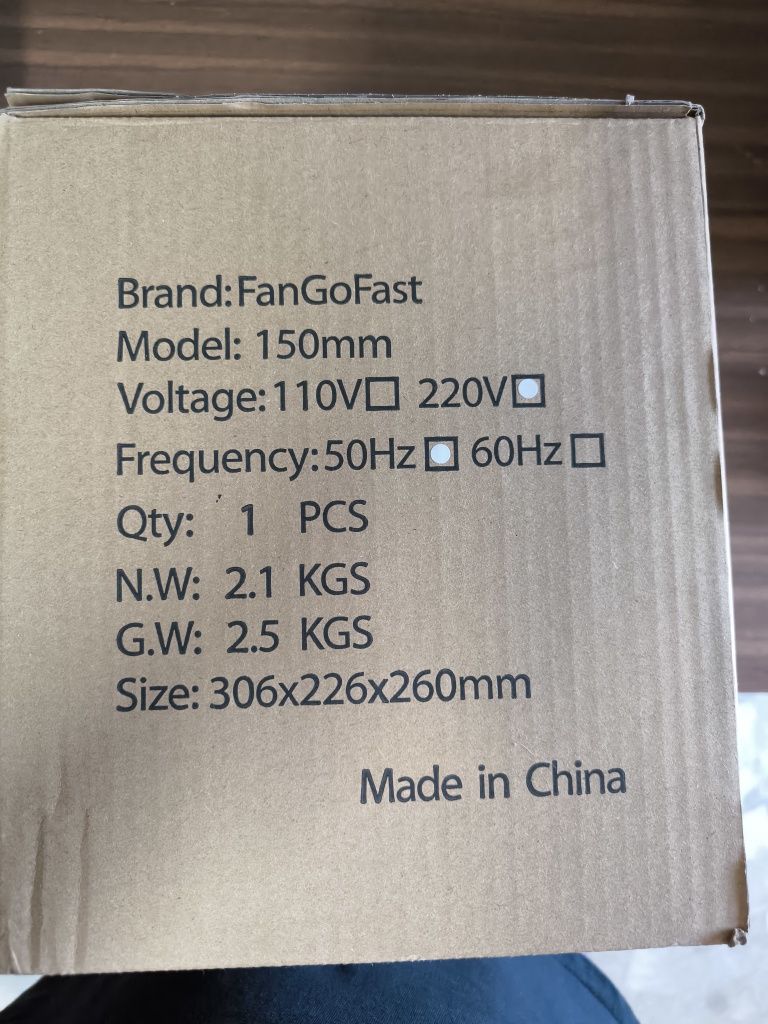 Brand:FanGoFast
Model: 150mm
Voltage:110V□ 220V▣
Frequency:50Hz ▣ 60Hz□
Qty: 1 PCS
N.W: 2.1 KGS
G.W: 2.5 KGS
Size: 306x226x260mm
Made in China